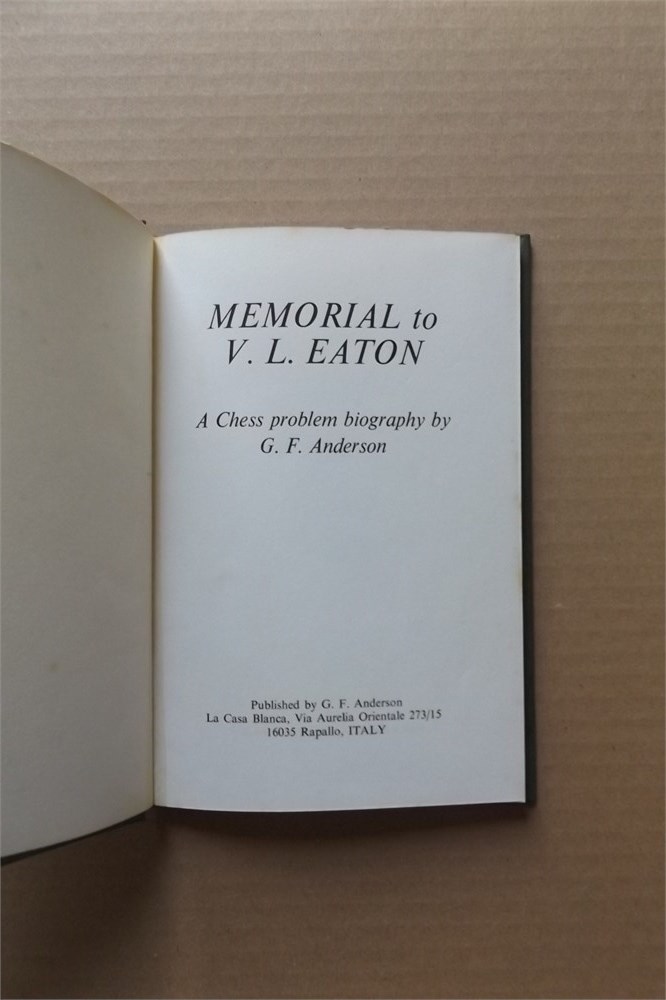 MEMORIAL to
V. L. EATON
A Chess problem biography by
G. F. Anderson
Published by G. F. Anderson
La Casa Blanca, Via Aurelia Orientale 273/15
16035 Rapallo, ITALY